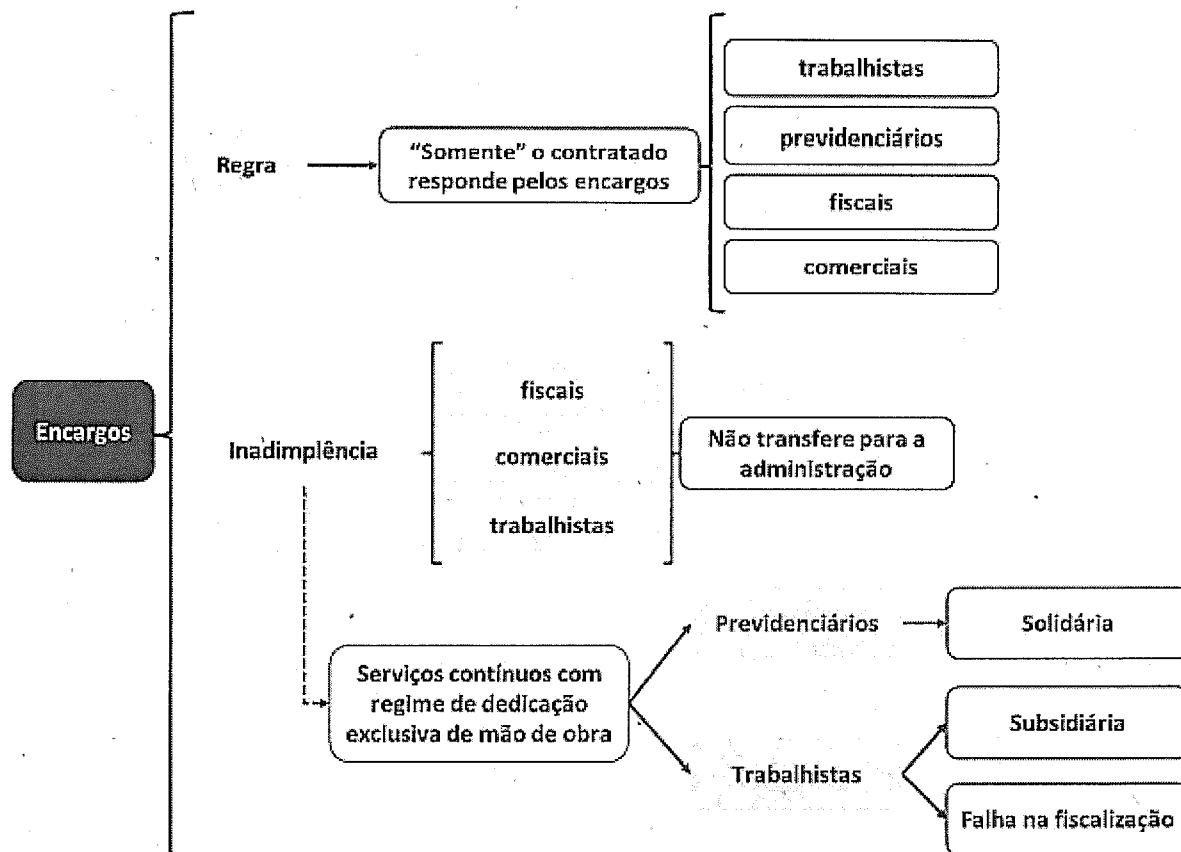 Encargos
Regra
“Somente” o contratado
responde pelos encargos
trabalhistas
previdenciários
fiscais
comerciais
Inadimplência
fiscais
comerciais
trabalhistas
Não transfere para a
administração
Serviços contínuos com
regime de dedicação
exclusiva de mão de obra
Previdenciários
Solidária
Trabalhistas
Subsidiária
Falha na fiscalização